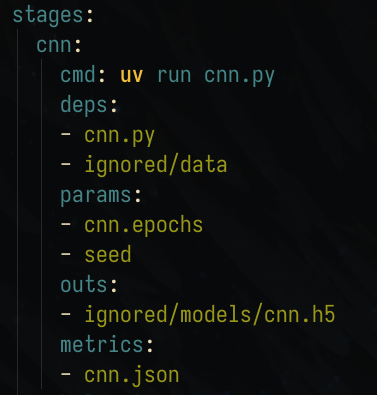 stages:
  cnn:
    cmd: uv run cnn.py
    deps:
    - cnn.py
    - ignored/data
    params:
    - cnn.epochs
    - seed
    outs:
    - ignored/models/cnn.h5
    metrics:
    - cnn.json